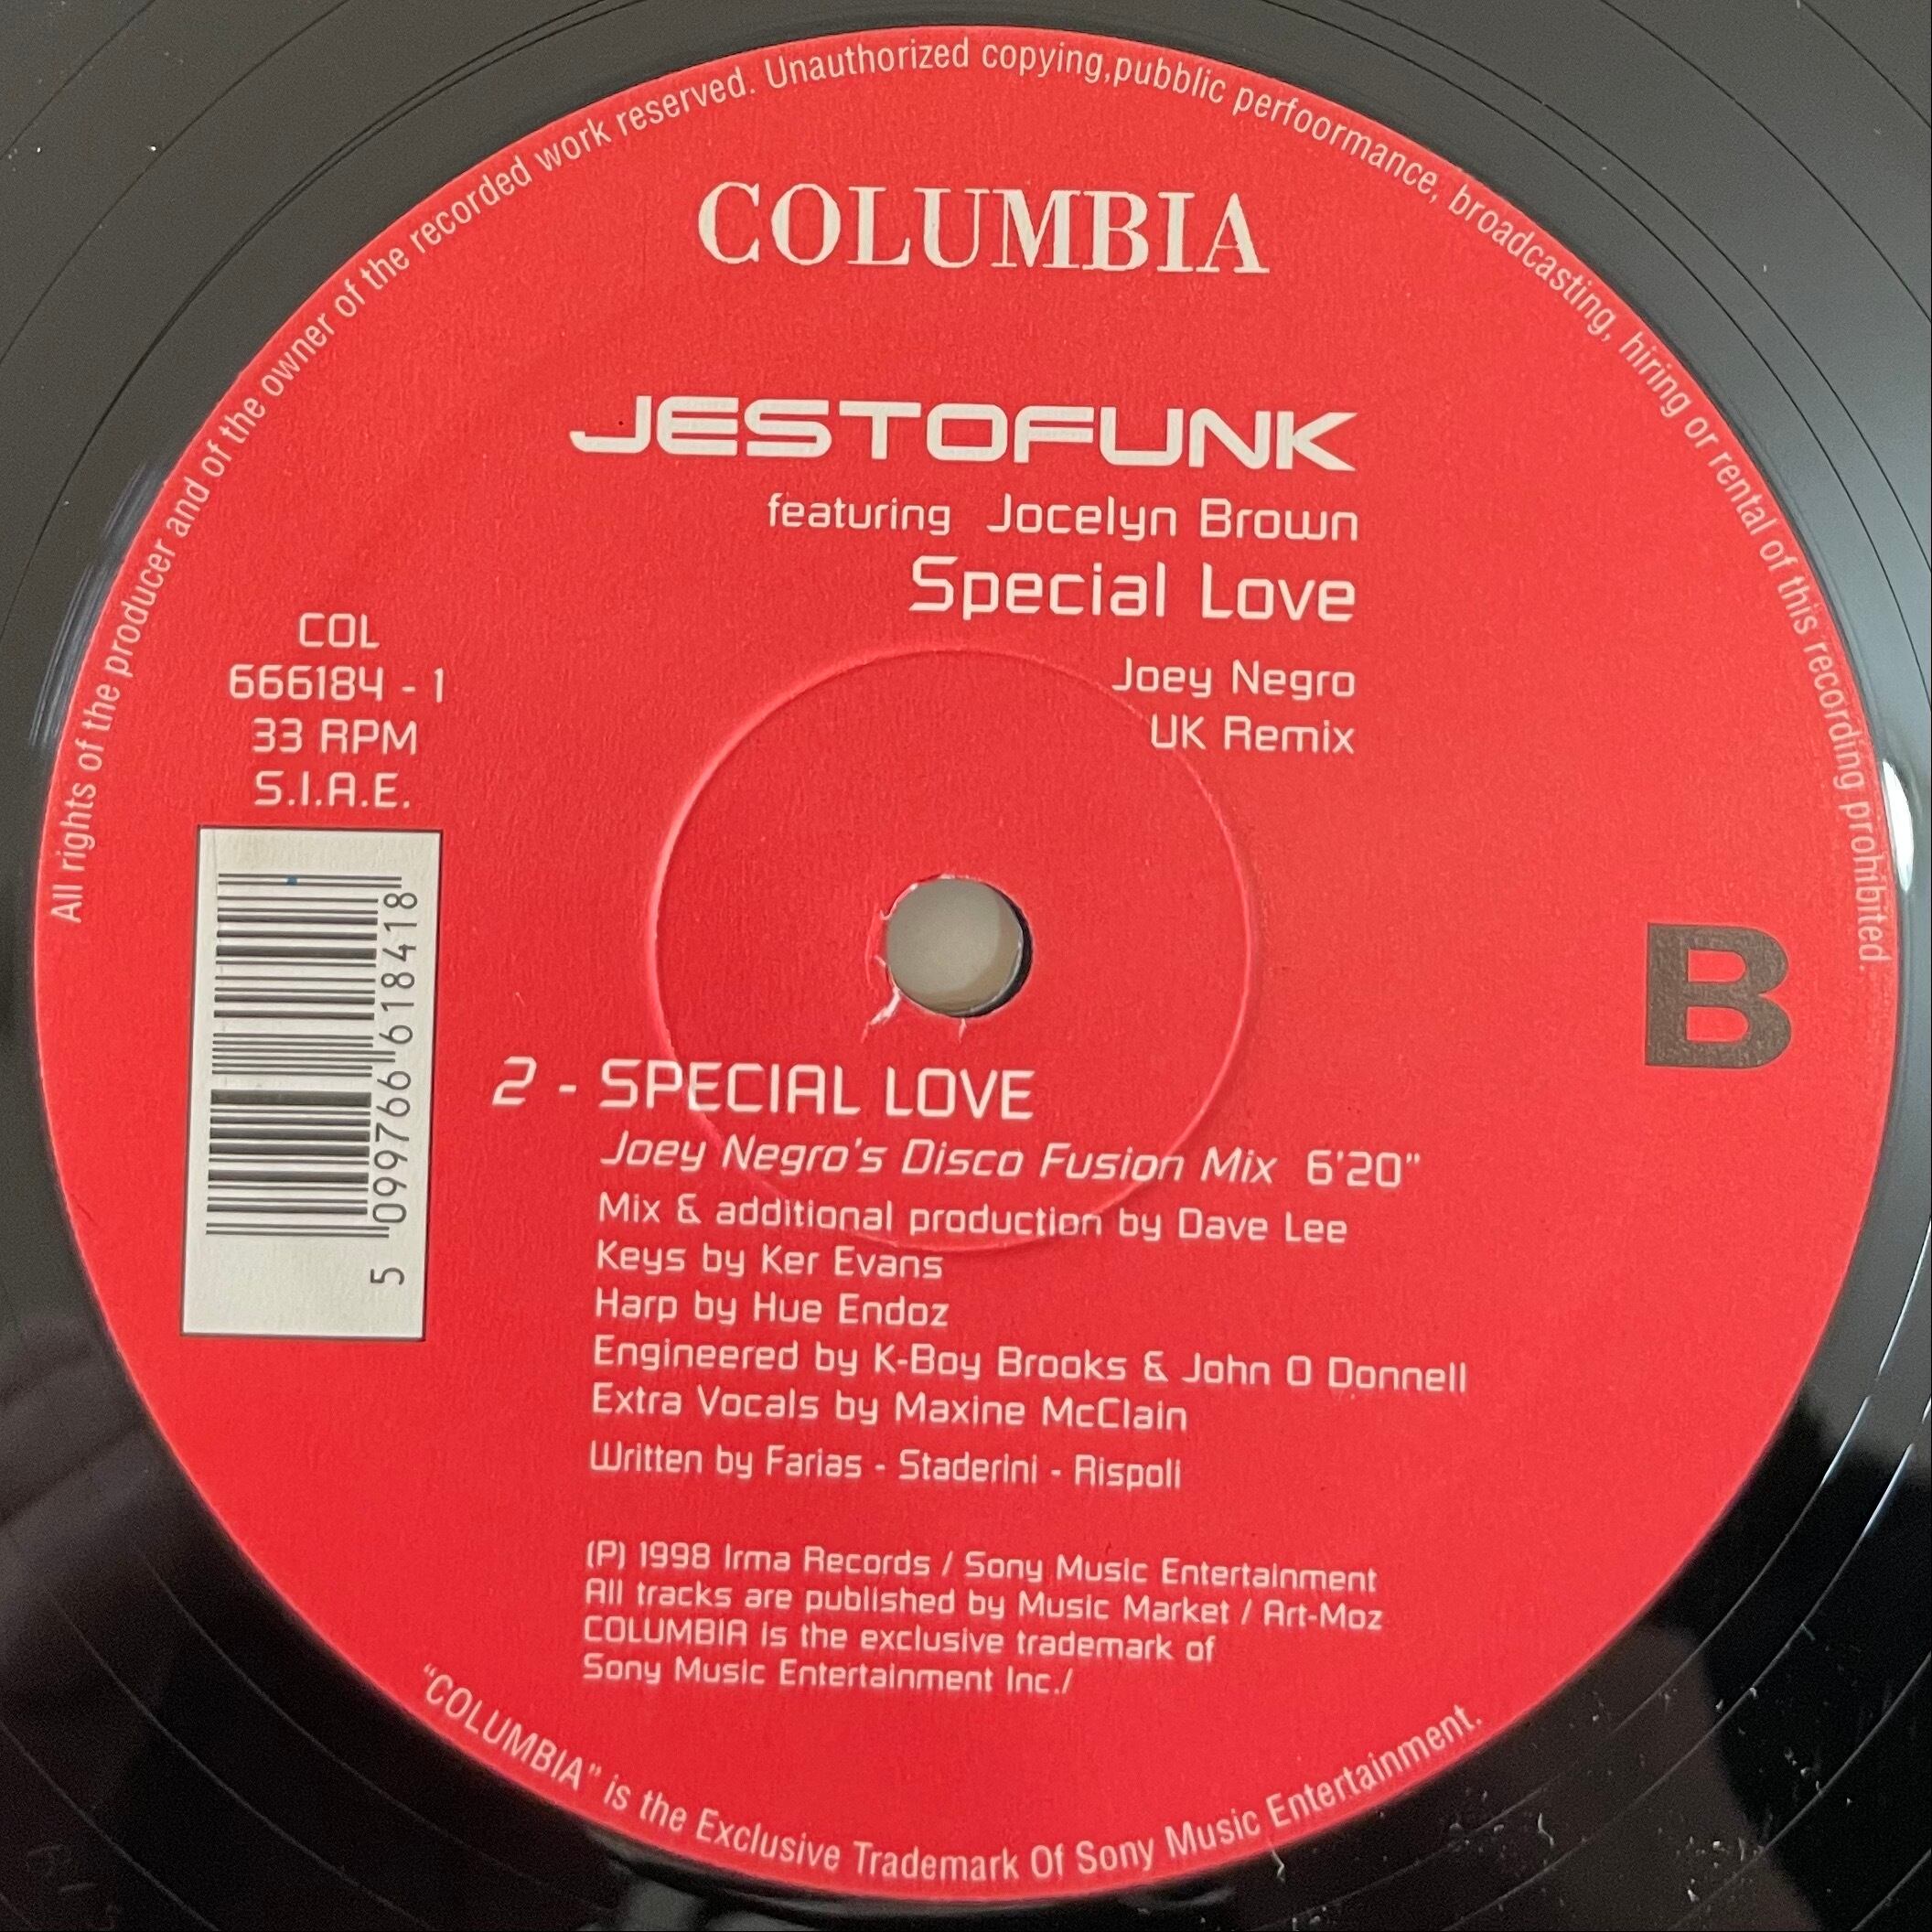 All rights of the producer and of the owner of the recorded work reserved. Unauthorized copying,pubblic perfoormance, broadcasting, hiring or rental of this recording prohibited.
COLUMBIA
JESTOFUNK
featuring Jocelyn Brown
Special Love
Joey Negro
UK Remix
COL
666184 - 1
33 RPM
S.I.A.E.
5 099766 618418
B
2 - SPECIAL LOVE
Joey Negro's Disco Fusion Mix 6'20"
Mix & additional production by Dave Lee
Keys by Ker Evans
Harp by Hue Endoz
Engineered by K-Boy Brooks & John O Donnell
Extra Vocals by Maxine McClain
Written by Farias - Staderini - Rispoli
(P) 1998 Irma Records / Sony Music Entertainment
All tracks are published by Music Market / Art-Moz
COLUMBIA is the exclusive trademark of
Sony Music Entertainment Inc./
"COLUMBIA" is the Exclusive Trademark Of Sony Music Entertainment.